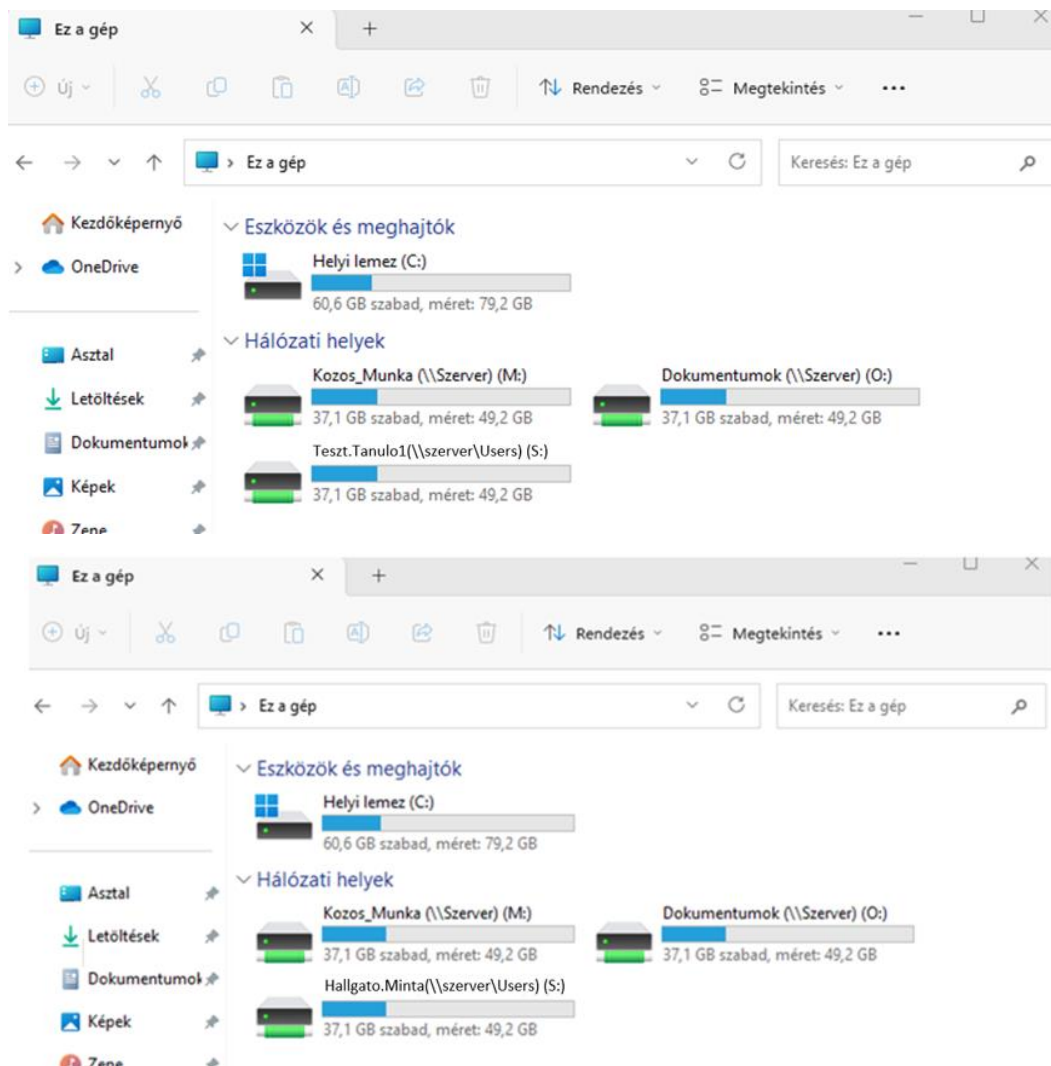 Ez a gép
Új
Rendezés
Megtekintés
Ez a gép
Keresés: Ez a gép
Kezdőképernyő
OneDrive
Asztal
Letöltések
Dokumentumok
Képek
Zene
Eszközök és meghajtók
Helyi lemez (C:)
60,6 GB szabad, méret: 79,2 GB
Hálózati helyek
Kozos_Munka (\\Szerver) (M:)
37,1 GB szabad, méret: 49,2 GB
Dokumentumok (\\Szerver) (O:)
37,1 GB szabad, méret: 49,2 GB
Teszt.Tanulo1(\\szerver\Users) (S:)
37,1 GB szabad, méret: 49,2 GB
Ez a gép
Új
Rendezés
Megtekintés
Ez a gép
Keresés: Ez a gép
Kezdőképernyő
OneDrive
Asztal
Letöltések
Dokumentumok
Képek
Zene
Eszközök és meghajtók
Helyi lemez (C:)
60,6 GB szabad, méret: 79,2 GB
Hálózati helyek
Kozos_Munka (\\Szerver) (M:)
37,1 GB szabad, méret: 49,2 GB
Dokumentumok (\\Szerver) (O:)
37,1 GB szabad, méret: 49,2 GB
Hallgato.Minta(\\szerver\Users) (S:)
37,1 GB szabad, méret: 49,2 GB